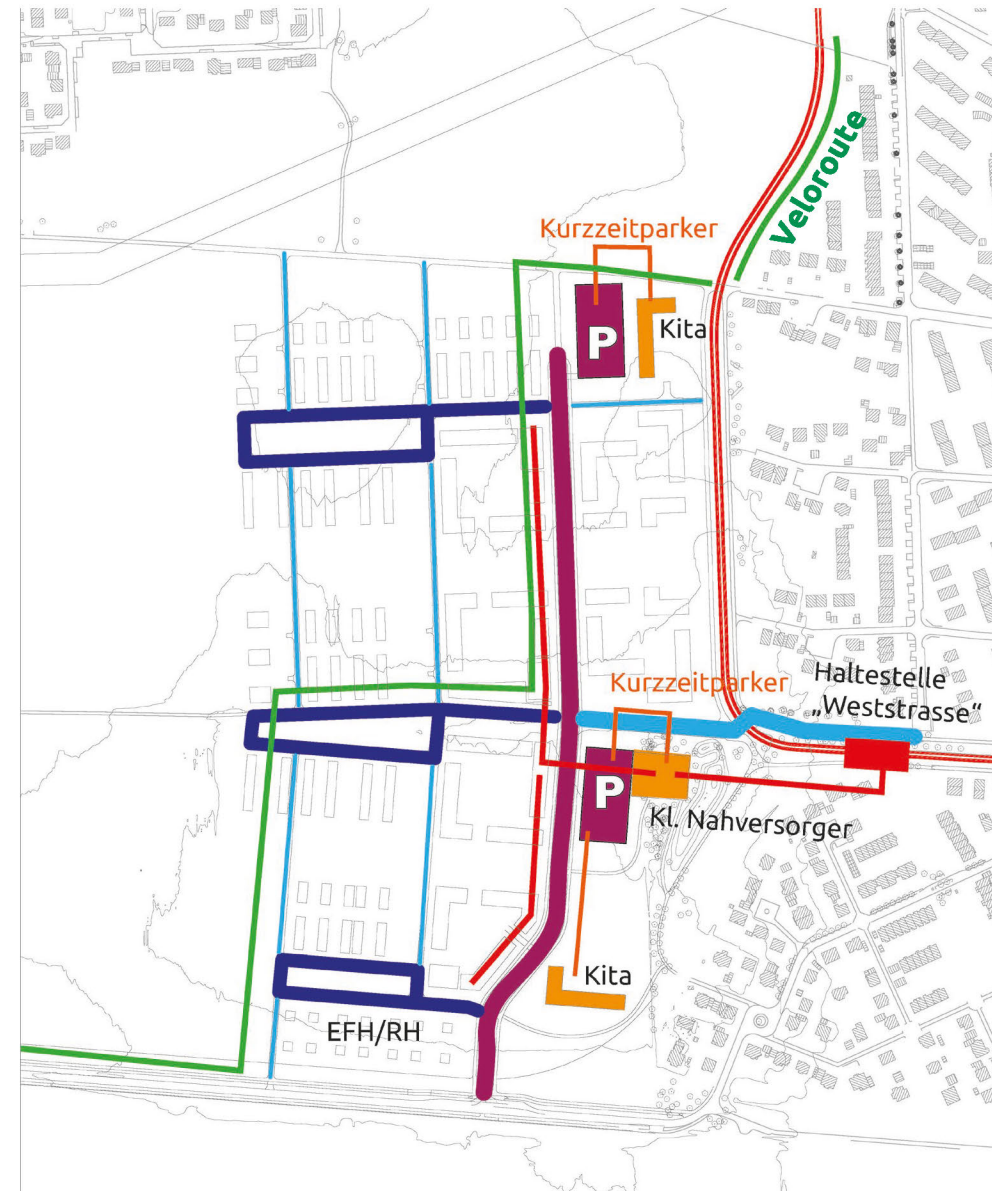 Veloroute
Kurzzeitparker
P
Kita
Kurzzeitparker
Haltestelle
„Weststrasse“
P
Kl. Nahversorger
Kita
EFH/RH